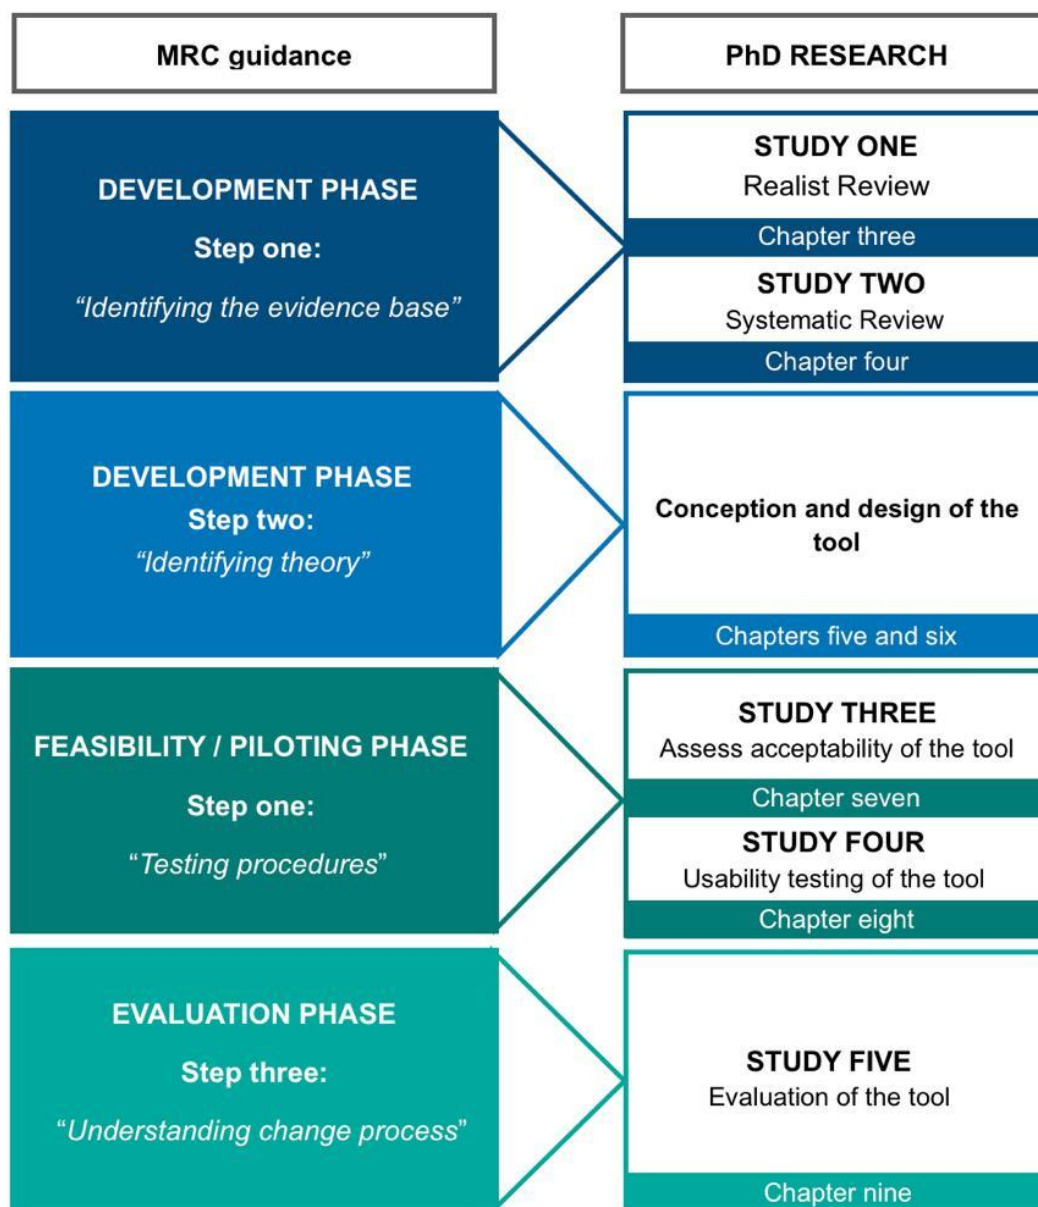 MRC guidance
PhD RESEARCH
DEVELOPMENT PHASE
Step one:
“Identifying the evidence base”
STUDY ONE
Realist Review
Chapter three
STUDY TWO
Systematic Review
Chapter four
DEVELOPMENT PHASE
Step two:
“Identifying theory”
Conception and design of the
tool
Chapters five and six
FEASIBILITY / PILOTING PHASE
Step one:
“Testing procedures”
STUDY THREE
Assess acceptability of the tool
Chapter seven
STUDY FOUR
Usability testing of the tool
Chapter eight
EVALUATION PHASE
Step three:
“Understanding change process”
STUDY FIVE
Evaluation of the tool
Chapter nine